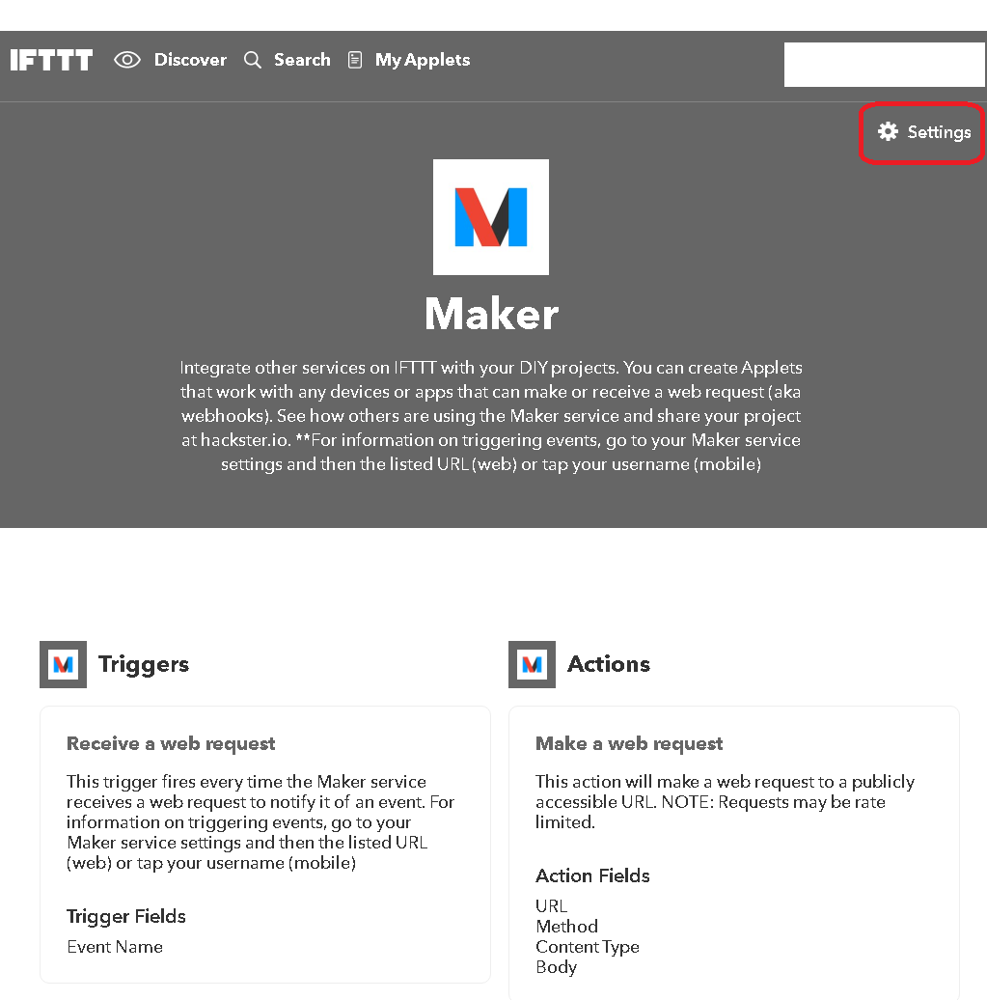 IFTTT Discover Search My Applets
Settings
Maker
Integrate other services on IFTTT with your DIY projects. You can create Applets
that work with any devices or apps that can make or receive a web request (aka
webhooks). See how others are using the Maker service and share your project
at hackster.io. **For information on triggering events, go to your Maker service
settings and then the listed URL (web) or tap your username (mobile)
Triggers
Receive a web request
This trigger fires every time the Maker service
receives a web request to notify it of an event. For
information on triggering events, go to your
Maker service settings and then the listed URL
(web) or tap your username (mobile)
Trigger Fields
Event Name
Actions
Make a web request
This action will make a web request to a publicly
accessible URL. NOTE: Requests may be rate
limited.
Action Fields
URL
Method
Content Type
Body